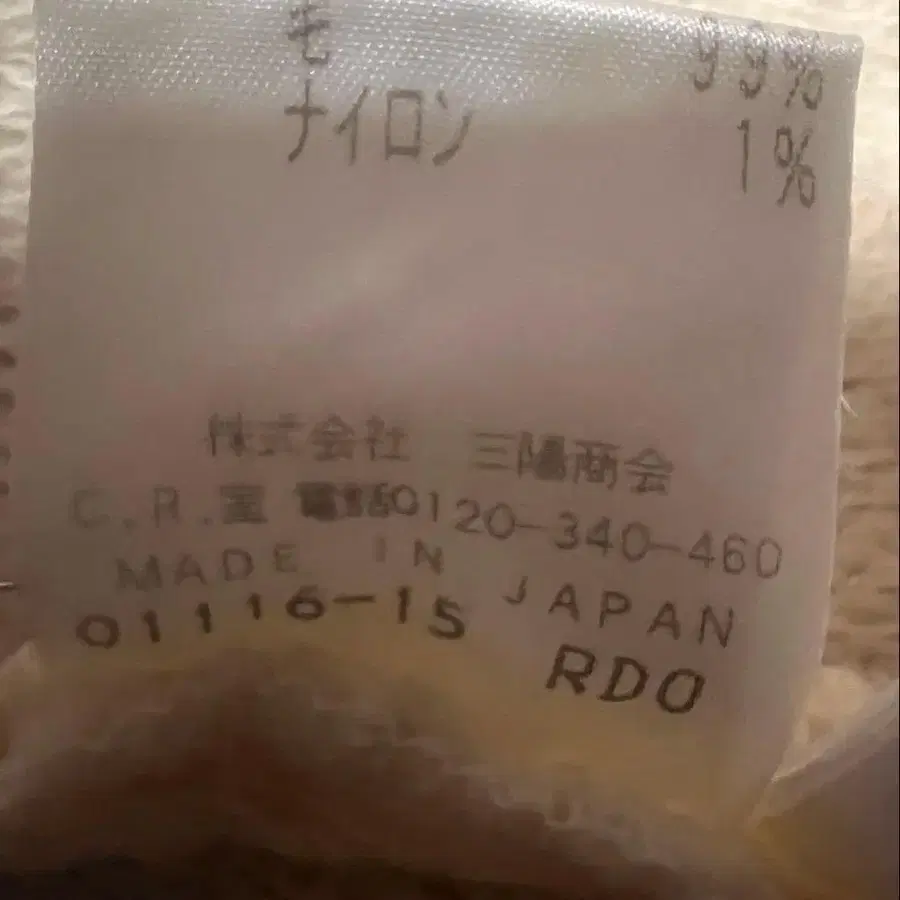 毛 99%
ナイロン 1%
株式会社 三陽商会
C.R.室 電話0120-340-460
MADE IN JAPAN
01116-15 RDO